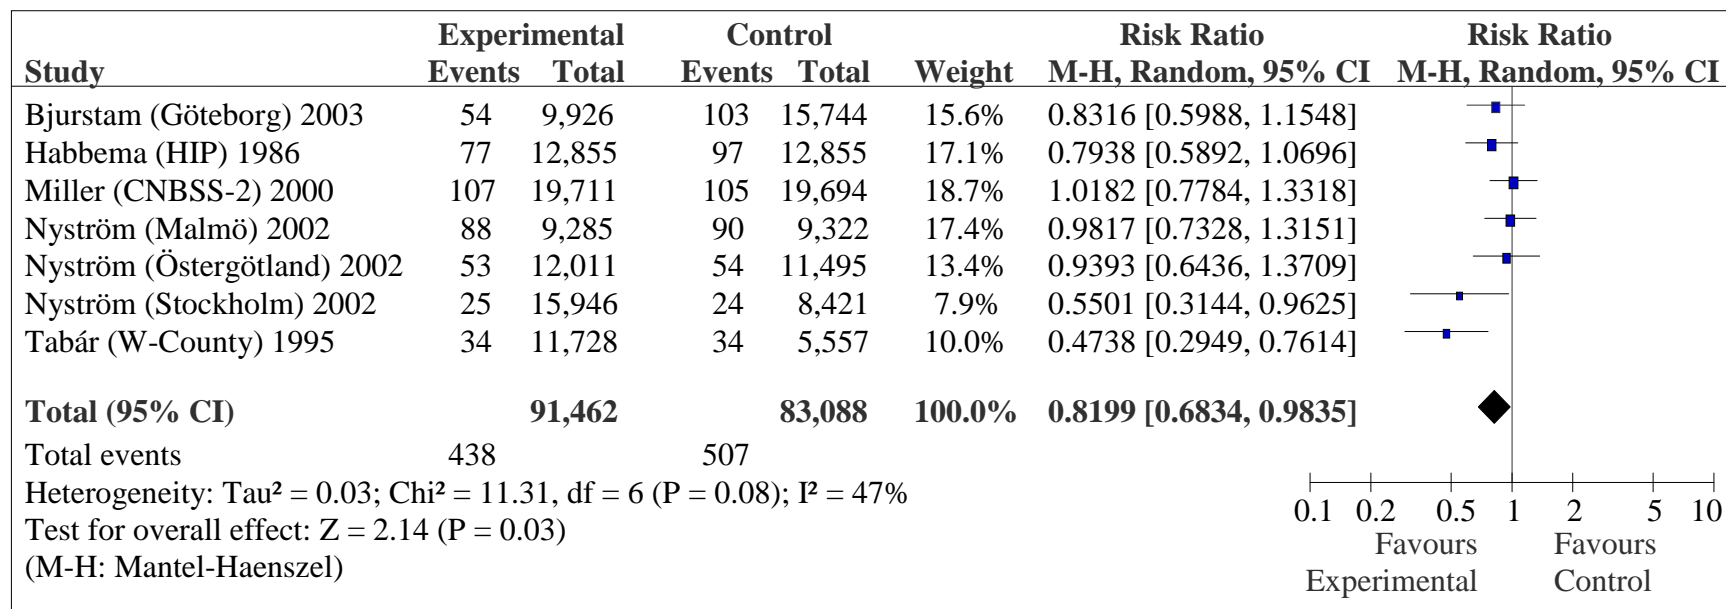 Experimental Control Risk Ratio Risk Ratio
Study Events Total Events Total Weight M-H, Random, 95% CI M-H, Random, 95% CI
Bjurstam (Göteborg) 2003 54 9,926 103 15,744 15.6% 0.8316 [0.5988, 1.1548]
Habbema (HIP) 1986 77 12,855 97 12,855 17.1% 0.7938 [0.5892, 1.0696]
Miller (CNBSS-2) 2000 107 19,711 105 19,694 18.7% 1.0182 [0.7784, 1.3318]
Nyström (Malmö) 2002 88 9,285 90 9,322 17.4% 0.9817 [0.7328, 1.3151]
Nyström (Östergötland) 2002 53 12,011 54 11,495 13.4% 0.9393 [0.6436, 1.3709]
Nyström (Stockholm) 2002 25 15,946 24 8,421 7.9% 0.5501 [0.3144, 0.9625]
Tabár (W-County) 1995 34 11,728 34 5,557 10.0% 0.4738 [0.2949, 0.7614]
Total (95% CI) 91,462 83,088 100.0% 0.8199 [0.6834, 0.9835]
Total events 438 507
Heterogeneity: Tau² = 0.03; Chi² = 11.31, df = 6 (P = 0.08); I² = 47%
Test for overall effect: Z = 2.14 (P = 0.03)
(M-H: Mantel-Haenszel)
0.1 0.2 0.5 1 2 5 10
Favours Favours
Experimental Control